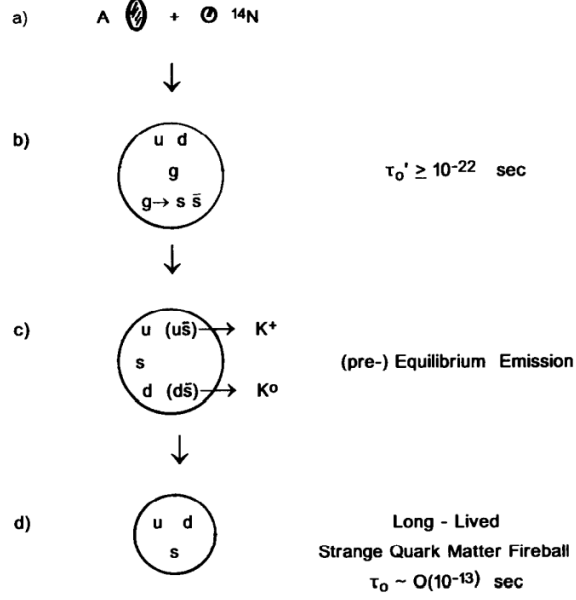 a) A + ¹⁴N
b) u d
g
g→ s s̄
τₒ' ≥ 10⁻²² sec
c) u (us̄) → K⁺
s
d (ds̄) → Kᵒ
(pre-) Equilibrium Emission
d) u d
s
Long - Lived
Strange Quark Matter Fireball
τₒ ~ O(10⁻¹³) sec